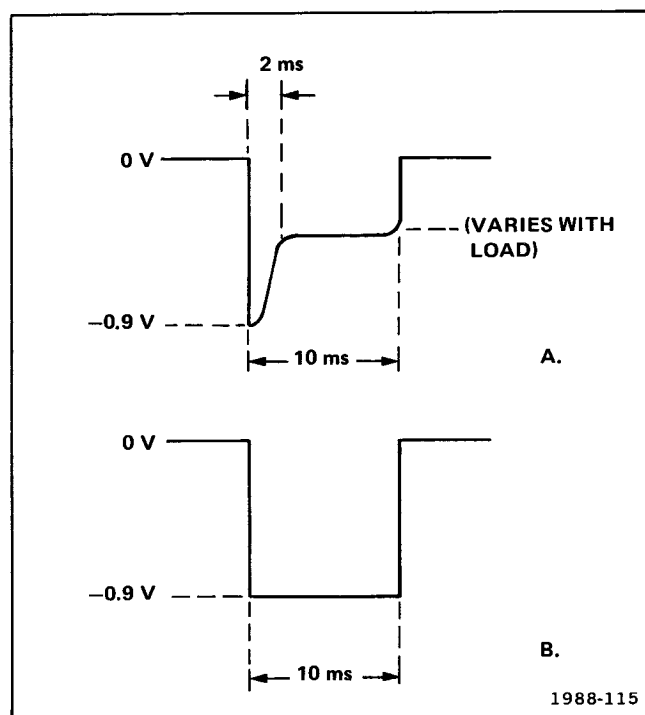 2 ms
0 V
(VARIES WITH
LOAD)
−0.9 V
10 ms
A.
0 V
−0.9 V
10 ms
B.
1988-115